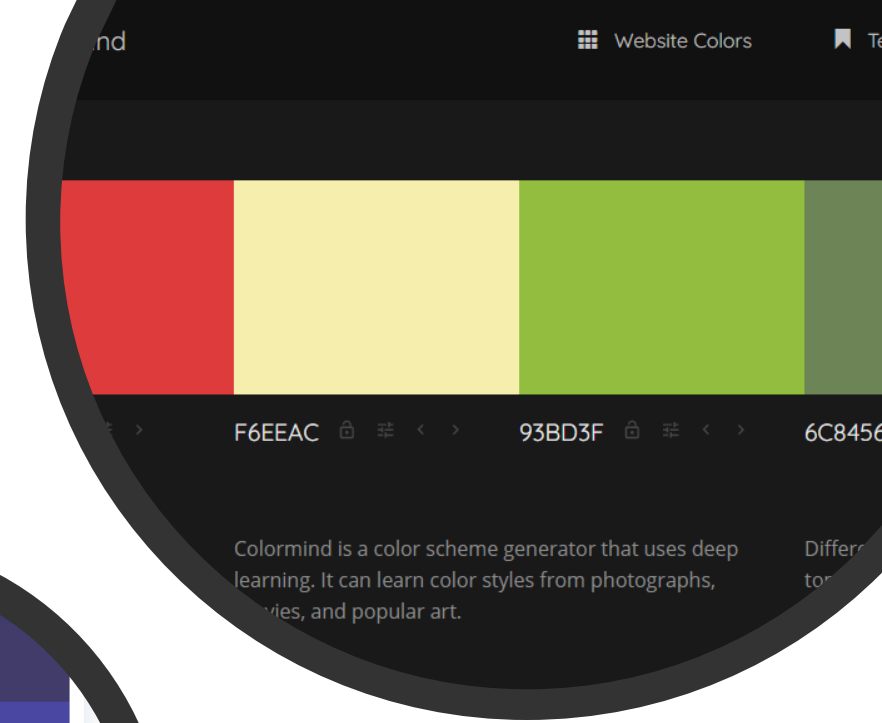 Website Colors
F6EEAC
93BD3F
6C8456
Colormind is a color scheme generator that uses deep
learning. It can learn color styles from photographs,
and popular art.